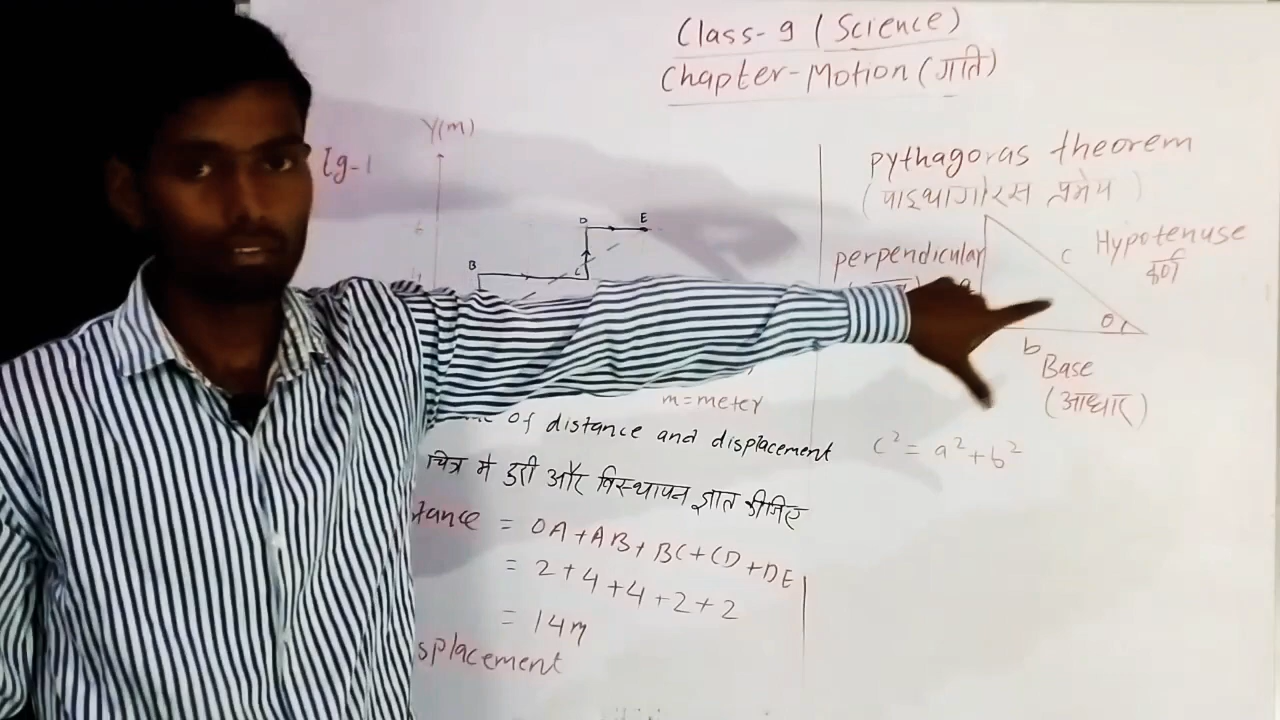 Class-9 (Science)
Chapter-Motion (गति)
Y(m)
6
B
C
D
E
m=meter
of distance and displacement
चित्र मे दुरी और विस्थापन ज्ञात कीजिए
tance = OA+AB+BC+CD+DE
= 2+4+4+2+2
= 14m
splacement
Pythagoras theorem
(पाइथागोरस प्रमेय)
perpendicular
a
c
Hypotenuse
कर्ण
θ
b
Base
(आधार)
c²=a²+b²